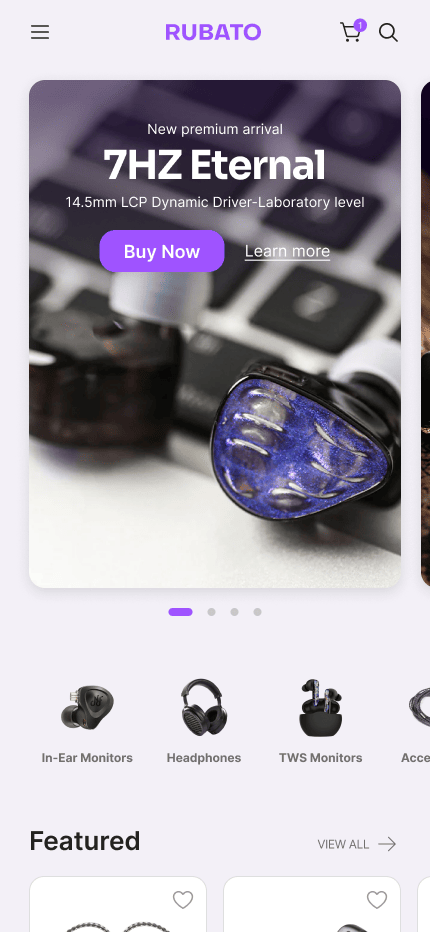 RUBATO
1
New premium arrival
7HZ Eternal
14.5mm LCP Dynamic Driver-Laboratory level
Buy Now
Learn more
In-Ear Monitors
Headphones
TWS Monitors
Acce
Featured
VIEW ALL